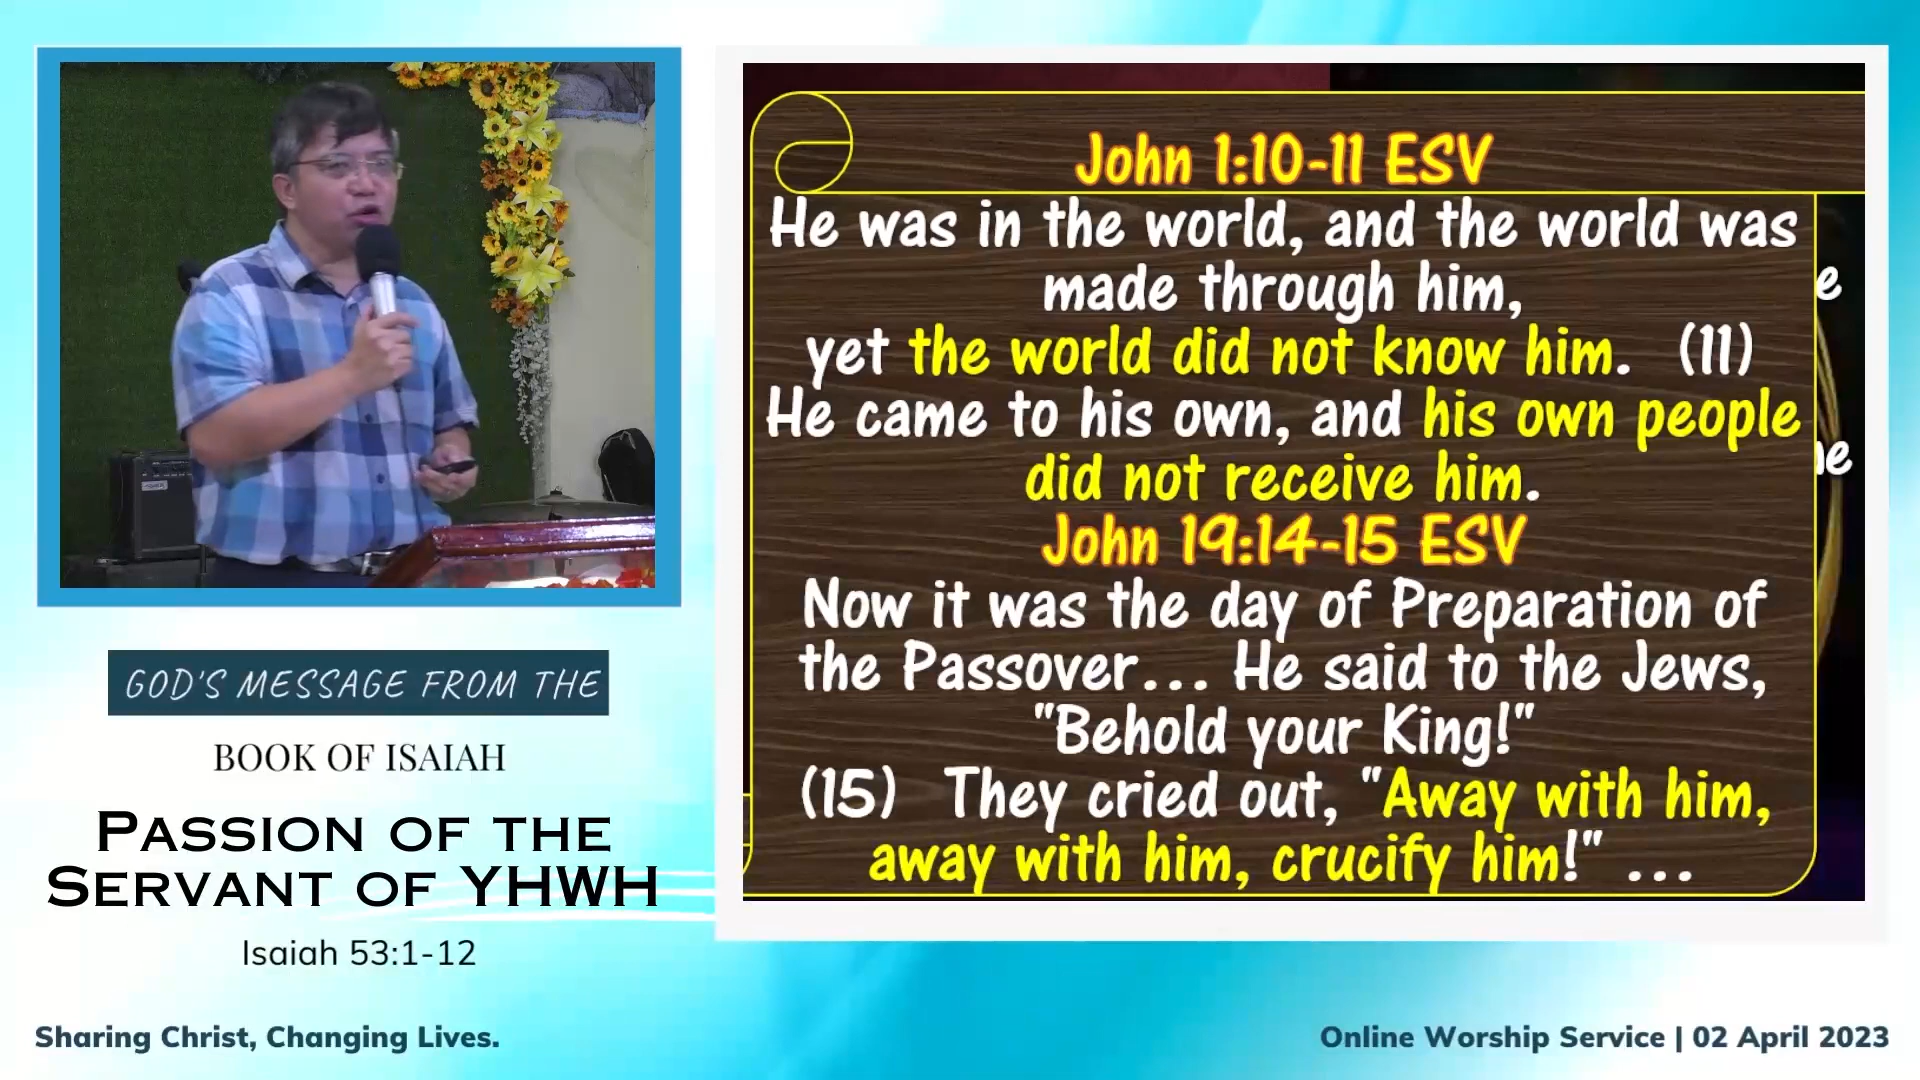 John 1:10-11 ESV
He was in the world, and the world was
made through him,
yet the world did not know him. (11)
He came to his own, and his own people
did not receive him.
John 19:14-15 ESV
Now it was the day of Preparation of
the Passover... He said to the Jews,
"Behold your King!"
(15) They cried out, "Away with him,
away with him, crucify him!" ...
GOD'S MESSAGE FROM THE
BOOK OF ISAIAH
PASSION OF THE
SERVANT OF YHWH
Isaiah 53:1-12
Sharing Christ, Changing Lives.
Online Worship Service | 02 April 2023